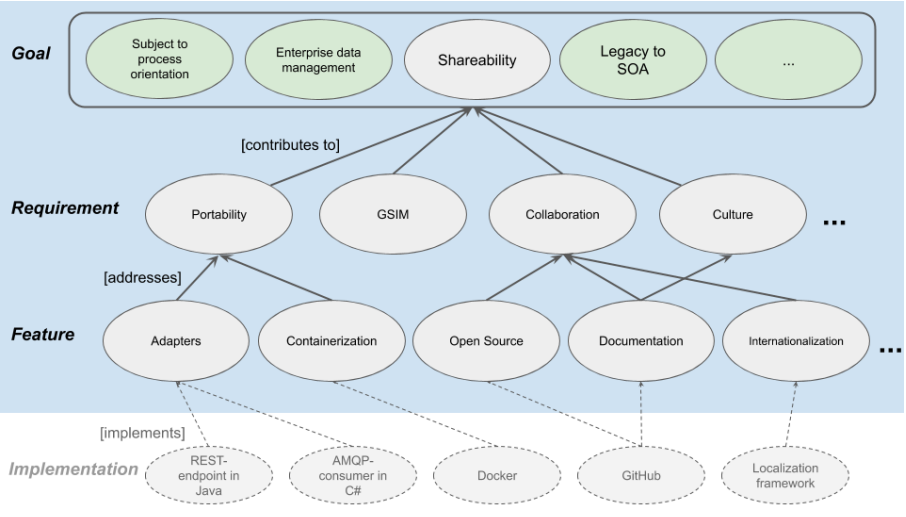 Goal
Subject to
process
orientation
Enterprise data
management
Shareability
Legacy to
SOA
...
[contributes to]
Requirement
Portability
GSIM
Collaboration
Culture
...
[addresses]
Feature
Adapters
Containerization
Open Source
Documentation
Internationalization
...
[implements]
Implementation
REST-
endpoint in
Java
AMQP-
consumer in
C#
Docker
GitHub
Localization
framework